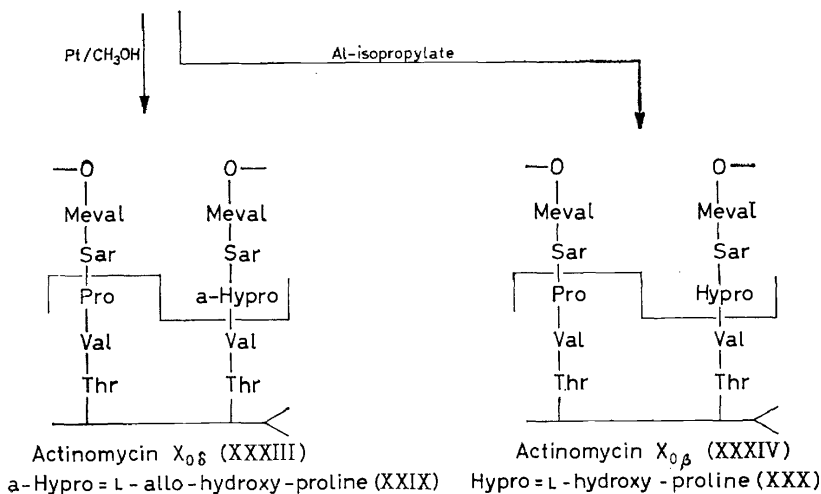 Pt/CH₃OH
Al-isopropylate
—O O— —O O—
Meval Meval Meval Meval
Sar Sar Sar Sar
Pro a-Hypro Pro Hypro
Val Val Val Val
Thr Thr Thr Thr
Actinomycin X₀δ (XXXIII) Actinomycin X₀β (XXXIV)
a-Hypro = L-allo-hydroxy-proline (XXIX) Hypro = L-hydroxy-proline (XXX)